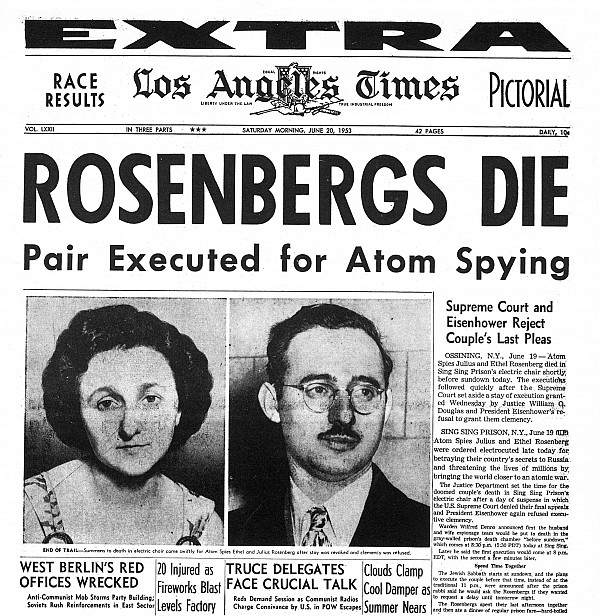 EXTRA
RACE
RESULTS
Los Angeles Times
EQUAL RIGHTS
LIBERTY UNDER THE LAW
TRUE INDUSTRIAL FREEDOM
PICTORIAL
VOL. LXXII
IN THREE PARTS
★★★
SATURDAY MORNING, JUNE 20, 1953
42 PAGES
DAILY, 10¢
ROSENBERGS DIE
Pair Executed for Atom Spying
END OF TRAIL—Summons to death in electric chair came swiftly for Atom Spies Ethel and Julius Rosenberg after stay was revoked and clemency was refused.
Supreme Court and
Eisenhower Reject
Couple's Last Pleas
OSSINING, N.Y., June 19—Atom
Spies Julius and Ethel Rosenberg died in
Sing Sing Prison's electric chair shortly
before sundown today. The executions
followed quickly after the Supreme
Court set aside a stay of execution grant-
ed Wednesday by Justice William O.
Douglas and President Eisenhower's re-
fusal to grant them clemency.
SING SING PRISON, N.Y., June 19
Atom Spies Julius and Ethel Rosenberg
were ordered electrocuted late today for
betraying their country's secrets to Russia
and threatening the lives of millions by
bringing the world closer to an atomic war.
The Justice Department set the time for the
doomed couple's death in Sing Sing Prison's
electric chair after a day of suspense in which
the U.S. Supreme Court denied their final appeals
and President Eisenhower again refused execu-
tive clemency.
Warden Wilfred Denno announced first the husband
and wife espionage team would be put to death in the
gray-walled prison's death chamber "before sundown,"
which comes at 8:30 p.m. (5:30 PDT) today at Sing Sing.
Later he said the first execution would come at 8 p.m.
EDT, with the second a few minutes later.
Spend Time Together
The Jewish Sabbath starts at sundown, and the plans
to execute the couple before that time, instead of at the
traditional 11 p.m., were announced after the prison
rabbi said he would ask the Rosenbergs if they wanted
to request a delay until tomorrow night.
The Rosenbergs spent their last afternoon together
and then ate a dinner of regular prison fare—
WEST BERLIN'S RED
OFFICES WRECKED
Anti-Communist Mob Storms Party Building;
Soviets Rush Reinforcements in East Sector
20 Injured as
Fireworks Blast
Levels Factory
TRUCE DELEGATES
FACE CRUCIAL TALK
Reds Demand Session as Communist Radios
Charge Connivance by U.S. in POW Escapes
Clouds Clamp
Cool Damper as
Summer Nears